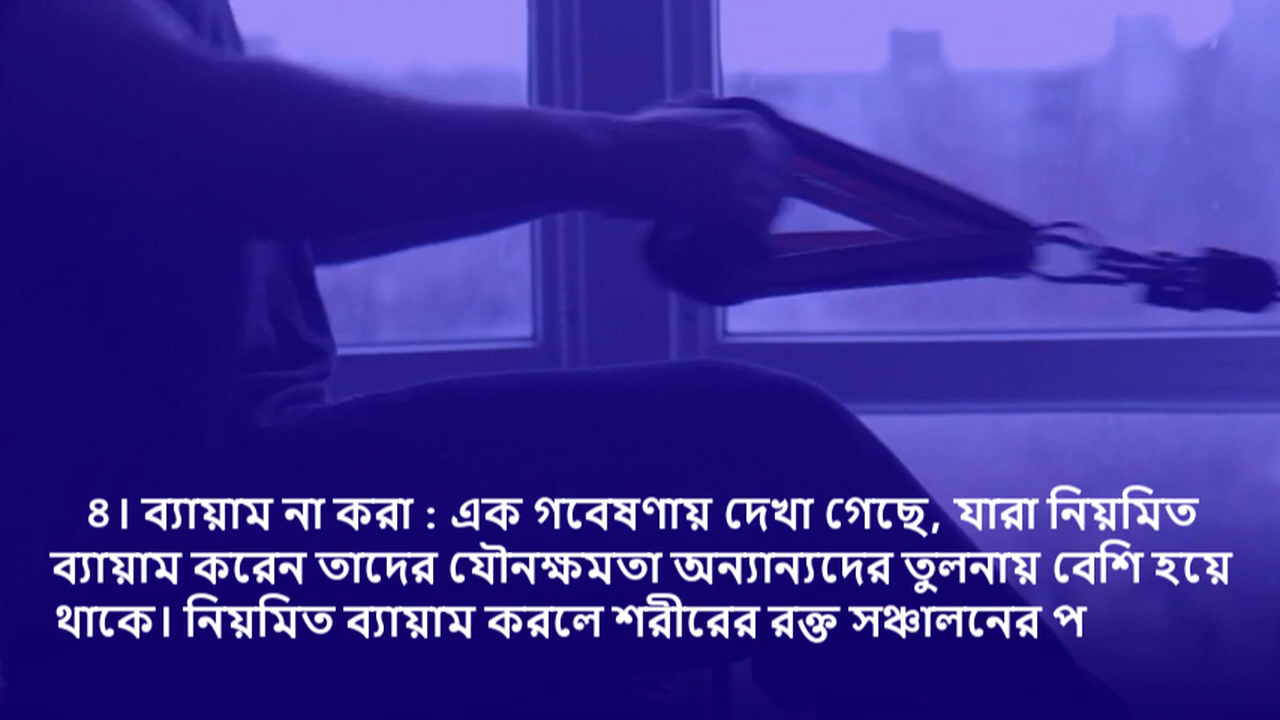 ৪। ব্যায়াম না করা : এক গবেষণায় দেখা গেছে, যারা নিয়মিত
ব্যায়াম করেন তাদের যৌনক্ষমতা অন্যান্যদের তুলনায় বেশি হয়ে
থাকে। নিয়মিত ব্যায়াম করলে শরীরের রক্ত সঞ্চালনের প